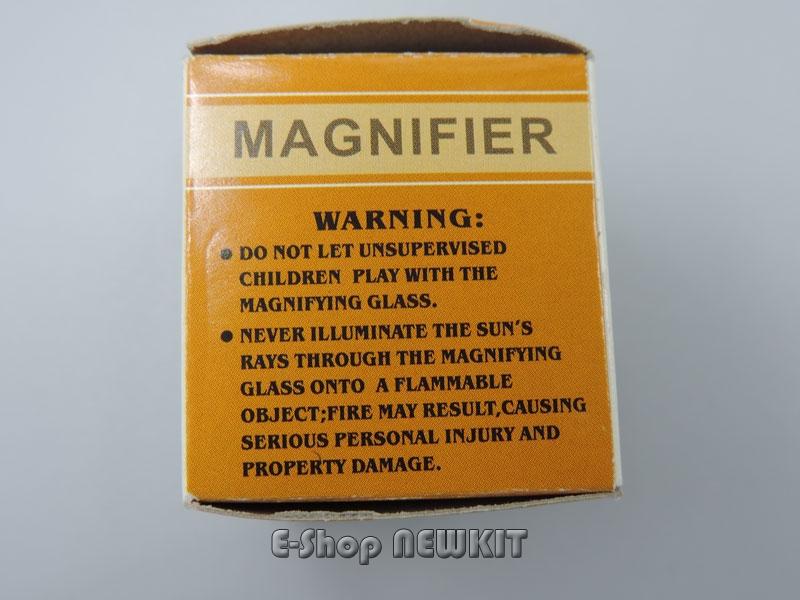 MAGNIFIER
WARNING:
● DO NOT LET UNSUPERVISED
CHILDREN PLAY WITH THE
MAGNIFYING GLASS.
● NEVER ILLUMINATE THE SUN'S
RAYS THROUGH THE MAGNIFYING
GLASS ONTO A FLAMMABLE
OBJECT;FIRE MAY RESULT,CAUSING
SERIOUS PERSONAL INJURY AND
PROPERTY DAMAGE.
E-Shop NEWKIT